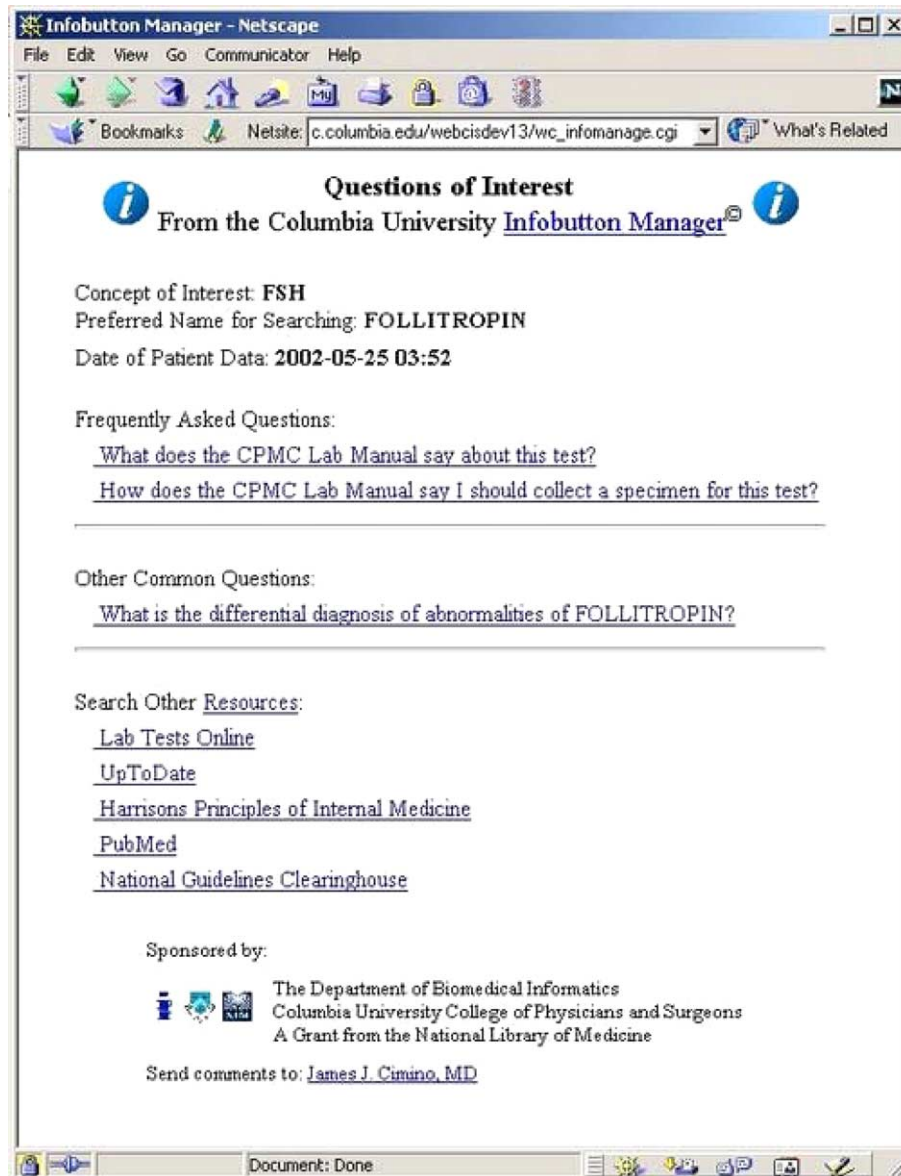 Infobutton Manager - Netscape
File Edit View Go Communicator Help
My
N
Bookmarks Netsite: c.columbia.edu/webcisdev13/wc_infomanage.cgi What's Related
Questions of Interest
From the Columbia University Infobutton Manager©
Concept of Interest: FSH
Preferred Name for Searching: FOLLITROPIN
Date of Patient Data: 2002-05-25 03:52
Frequently Asked Questions:
What does the CPMC Lab Manual say about this test?
How does the CPMC Lab Manual say I should collect a specimen for this test?
Other Common Questions:
What is the differential diagnosis of abnormalities of FOLLITROPIN?
Search Other Resources:
Lab Tests Online
UpToDate
Harrisons Principles of Internal Medicine
PubMed
National Guidelines Clearinghouse
Sponsored by:
The Department of Biomedical Informatics
Columbia University College of Physicians and Surgeons
A Grant from the National Library of Medicine
Send comments to: James J. Cimino, MD
Document: Done